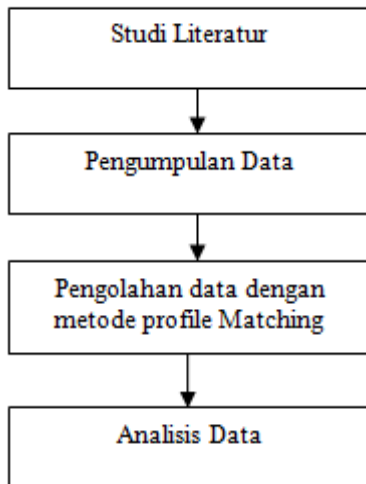 Studi Literatur
Pengumpulan Data
Pengolahan data dengan
metode profile Matching
Analisis Data